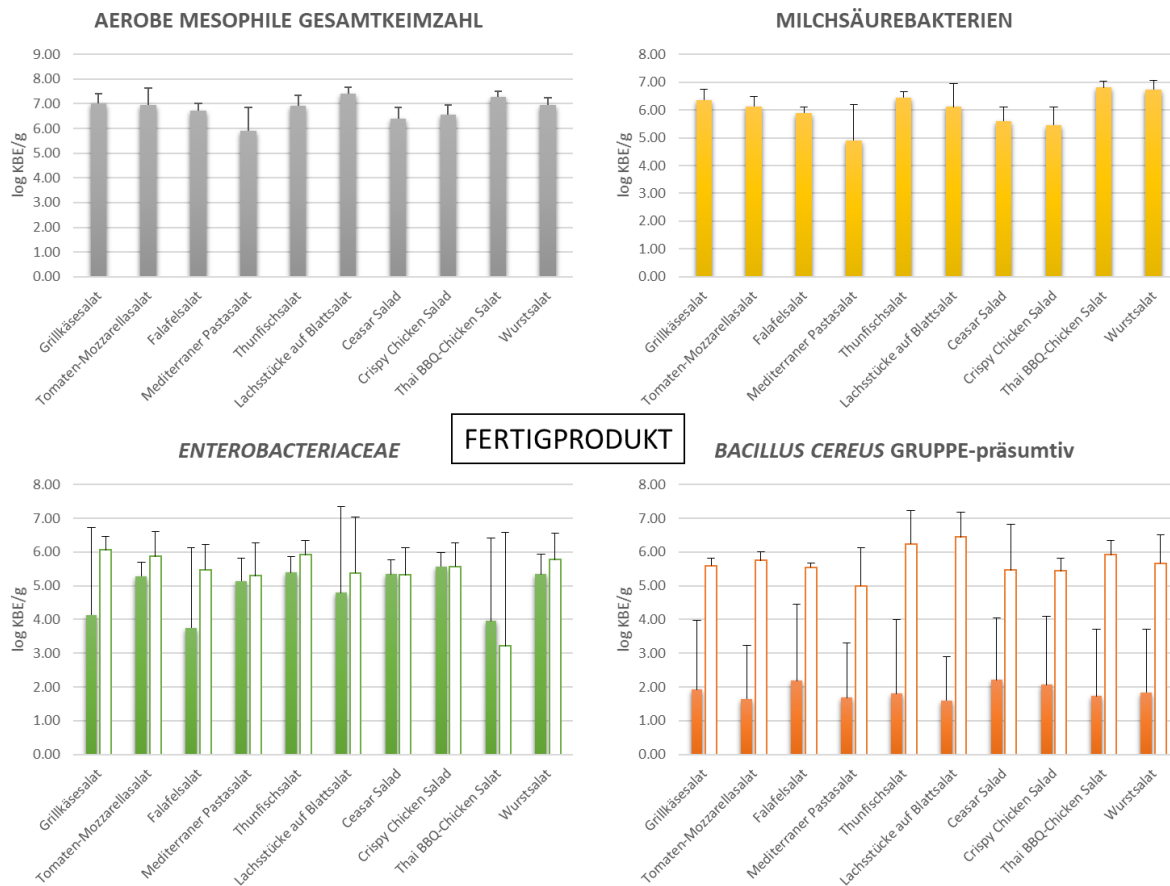 AEROBE MESOPHILE GESAMTKEIMZAHL
log KBE/g
9.00
8.00
7.00
6.00
5.00
4.00
3.00
2.00
1.00
0.00
Grillkäsesalat
Tomaten-Mozzarellasalat
Falafelsalat
Mediterraner Pastasalat
Thunfischsalat
Lachsstücke auf Blattsalat
Ceasar Salad
Crispy Chicken Salad
Thai BBQ-Chicken Salat
Wurstsalat
MILCHSÄUREBAKTERIEN
log KBE/g
8.00
7.00
6.00
5.00
4.00
3.00
2.00
1.00
0.00
Grillkäsesalat
Tomaten-Mozzarellasalat
Falafelsalat
Mediterraner Pastasalat
Thunfischsalat
Lachsstücke auf Blattsalat
Ceasar Salad
Crispy Chicken Salad
Thai BBQ-Chicken Salat
Wurstsalat
FERTIGPRODUKT
ENTEROBACTERIACEAE
log KBE/g
8.00
7.00
6.00
5.00
4.00
3.00
2.00
1.00
0.00
Grillkäsesalat
Tomaten-Mozzarellasalat
Falafelsalat
Mediterraner Pastasalat
Thunfischsalat
Lachsstücke auf Blattsalat
Ceasar Salad
Crispy Chicken Salad
Thai BBQ-Chicken Salat
Wurstsalat
BACILLUS CEREUS GRUPPE-präsumtiv
log KBE/g
8.00
7.00
6.00
5.00
4.00
3.00
2.00
1.00
0.00
Grillkäsesalat
Tomaten-Mozzarellasalat
Falafelsalat
Mediterraner Pastasalat
Thunfischsalat
Lachsstücke auf Blattsalat
Ceasar Salad
Crispy Chicken Salad
Thai BBQ-Chicken Salat
Wurstsalat